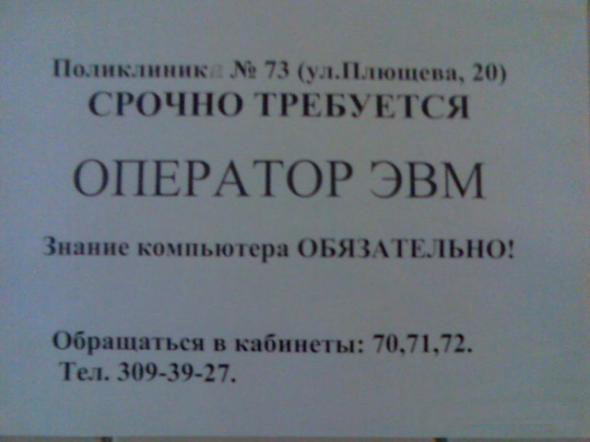 Поликлиника № 73 (ул.Плющева, 20)
СРОЧНО ТРЕБУЕТСЯ
ОПЕРАТОР ЭВМ
Знание компьютера ОБЯЗАТЕЛЬНО!
Обращаться в кабинеты: 70,71,72.
Тел. 309-39-27.